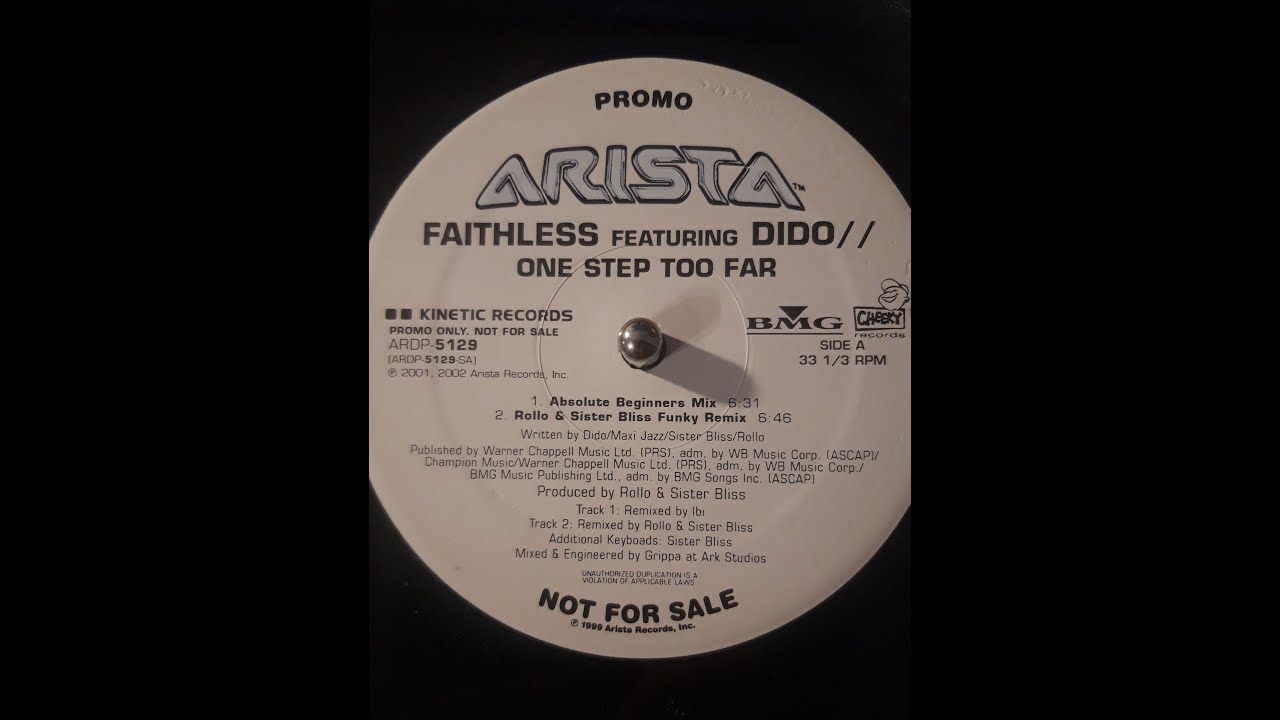 PROMO
ARISTA™
FAITHLESS FEATURING DIDO//
ONE STEP TOO FAR
KINETIC RECORDS
PROMO ONLY. NOT FOR SALE
ARDP-5129
(ARDP-5129-SA)
℗ 2001, 2002 Arista Records, Inc.
BMG
CHEEKY
records
SIDE A
33 1/3 RPM
1. Absolute Beginners Mix 6:31
2. Rollo & Sister Bliss Funky Remix 6:46
Written by Dido/Maxi Jazz/Sister Bliss/Rollo
Published by Warner Chappell Music Ltd. (PRS), adm. by WB Music Corp. (ASCAP)/
Champion Music/Warner Chappell Music Ltd. (PRS), adm. by WB Music Corp./
BMG Music Publishing Ltd., adm. by BMG Songs Inc. (ASCAP)
Produced by Rollo & Sister Bliss
Track 1: Remixed by Ibi
Track 2: Remixed by Rollo & Sister Bliss
Additional Keyboads: Sister Bliss
Mixed & Engineered by Grippa at Ark Studios
UNAUTHORIZED DUPLICATION IS A
VIOLATION OF APPLICABLE LAWS
NOT FOR SALE
℗ 1999 Arista Records, Inc.